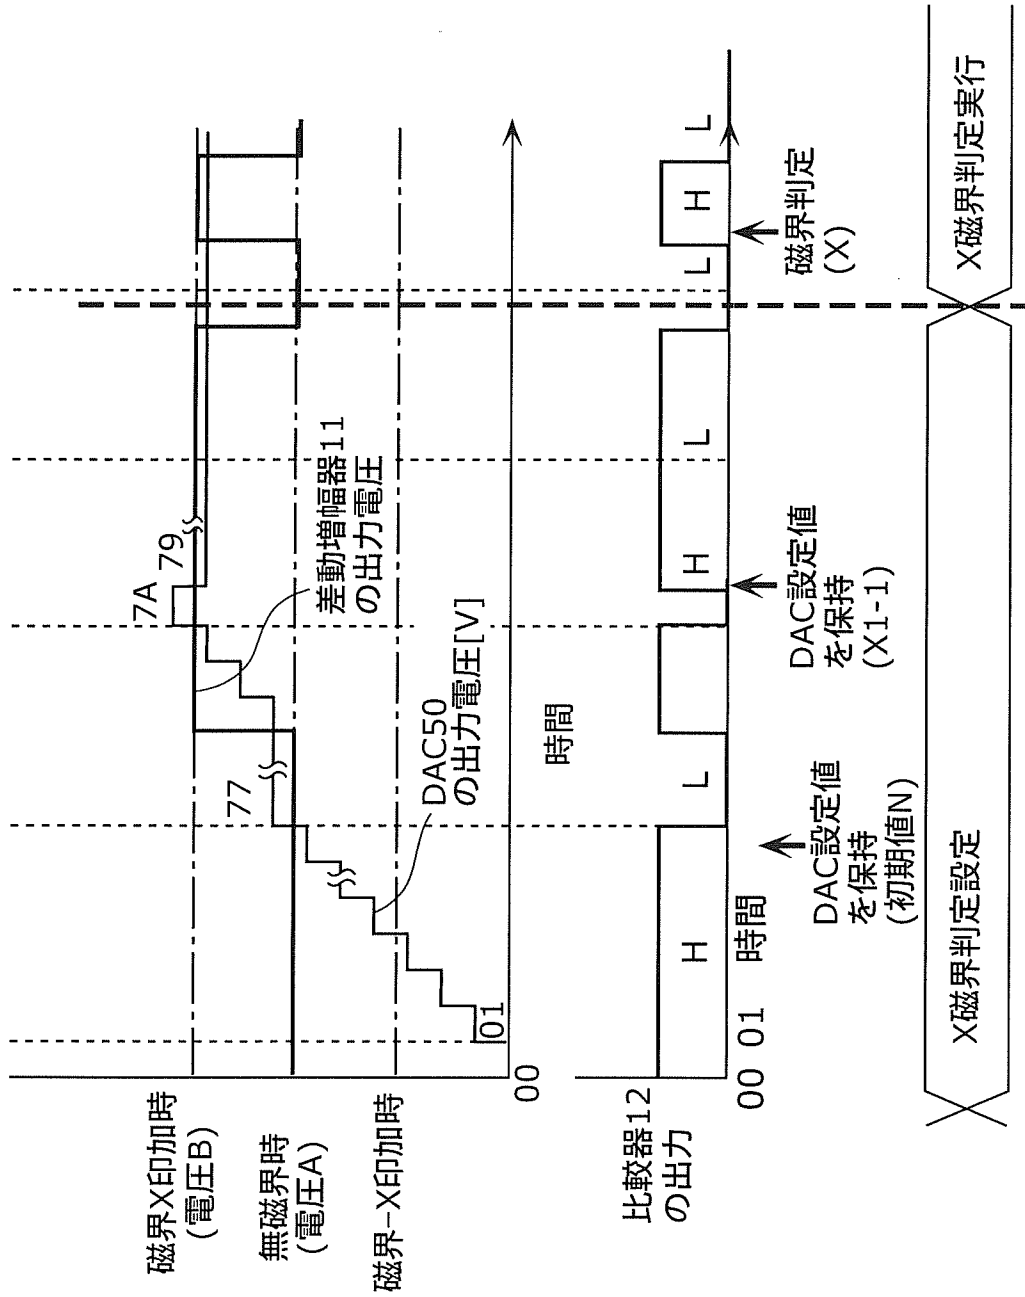 磁界X印加時
(電圧B)
無磁界時
(電圧A)
磁界-X印加時
00
01
77
7A
79
差動増幅器11
の出力電圧
DAC50
の出力電圧[V]
時間
比較器12
の出力
H
L
H
L
L
H
L
00 01
時間
DAC設定値
を保持
(初期値N)
DAC設定値
を保持
(X1-1)
磁界判定
(X)
X磁界判定設定
X磁界判定実行